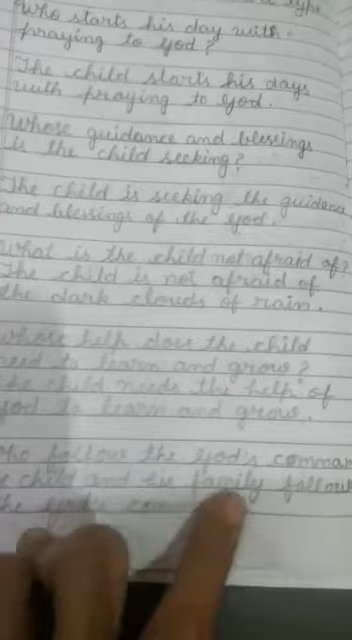 Who starts his day with
praying to God?
The child starts his days
with praying to God.
Whose guidance and blessings
is the child seeking?
The child is seeking the guidance
and blessings of the God.
What is the child not afraid of?
The child is not afraid of
the dark clouds of rain.
whose help does the child
need to learn and grow?
the child needs the help of
God to learn and grow.
who follow the God's comman
child and family follow
the God's